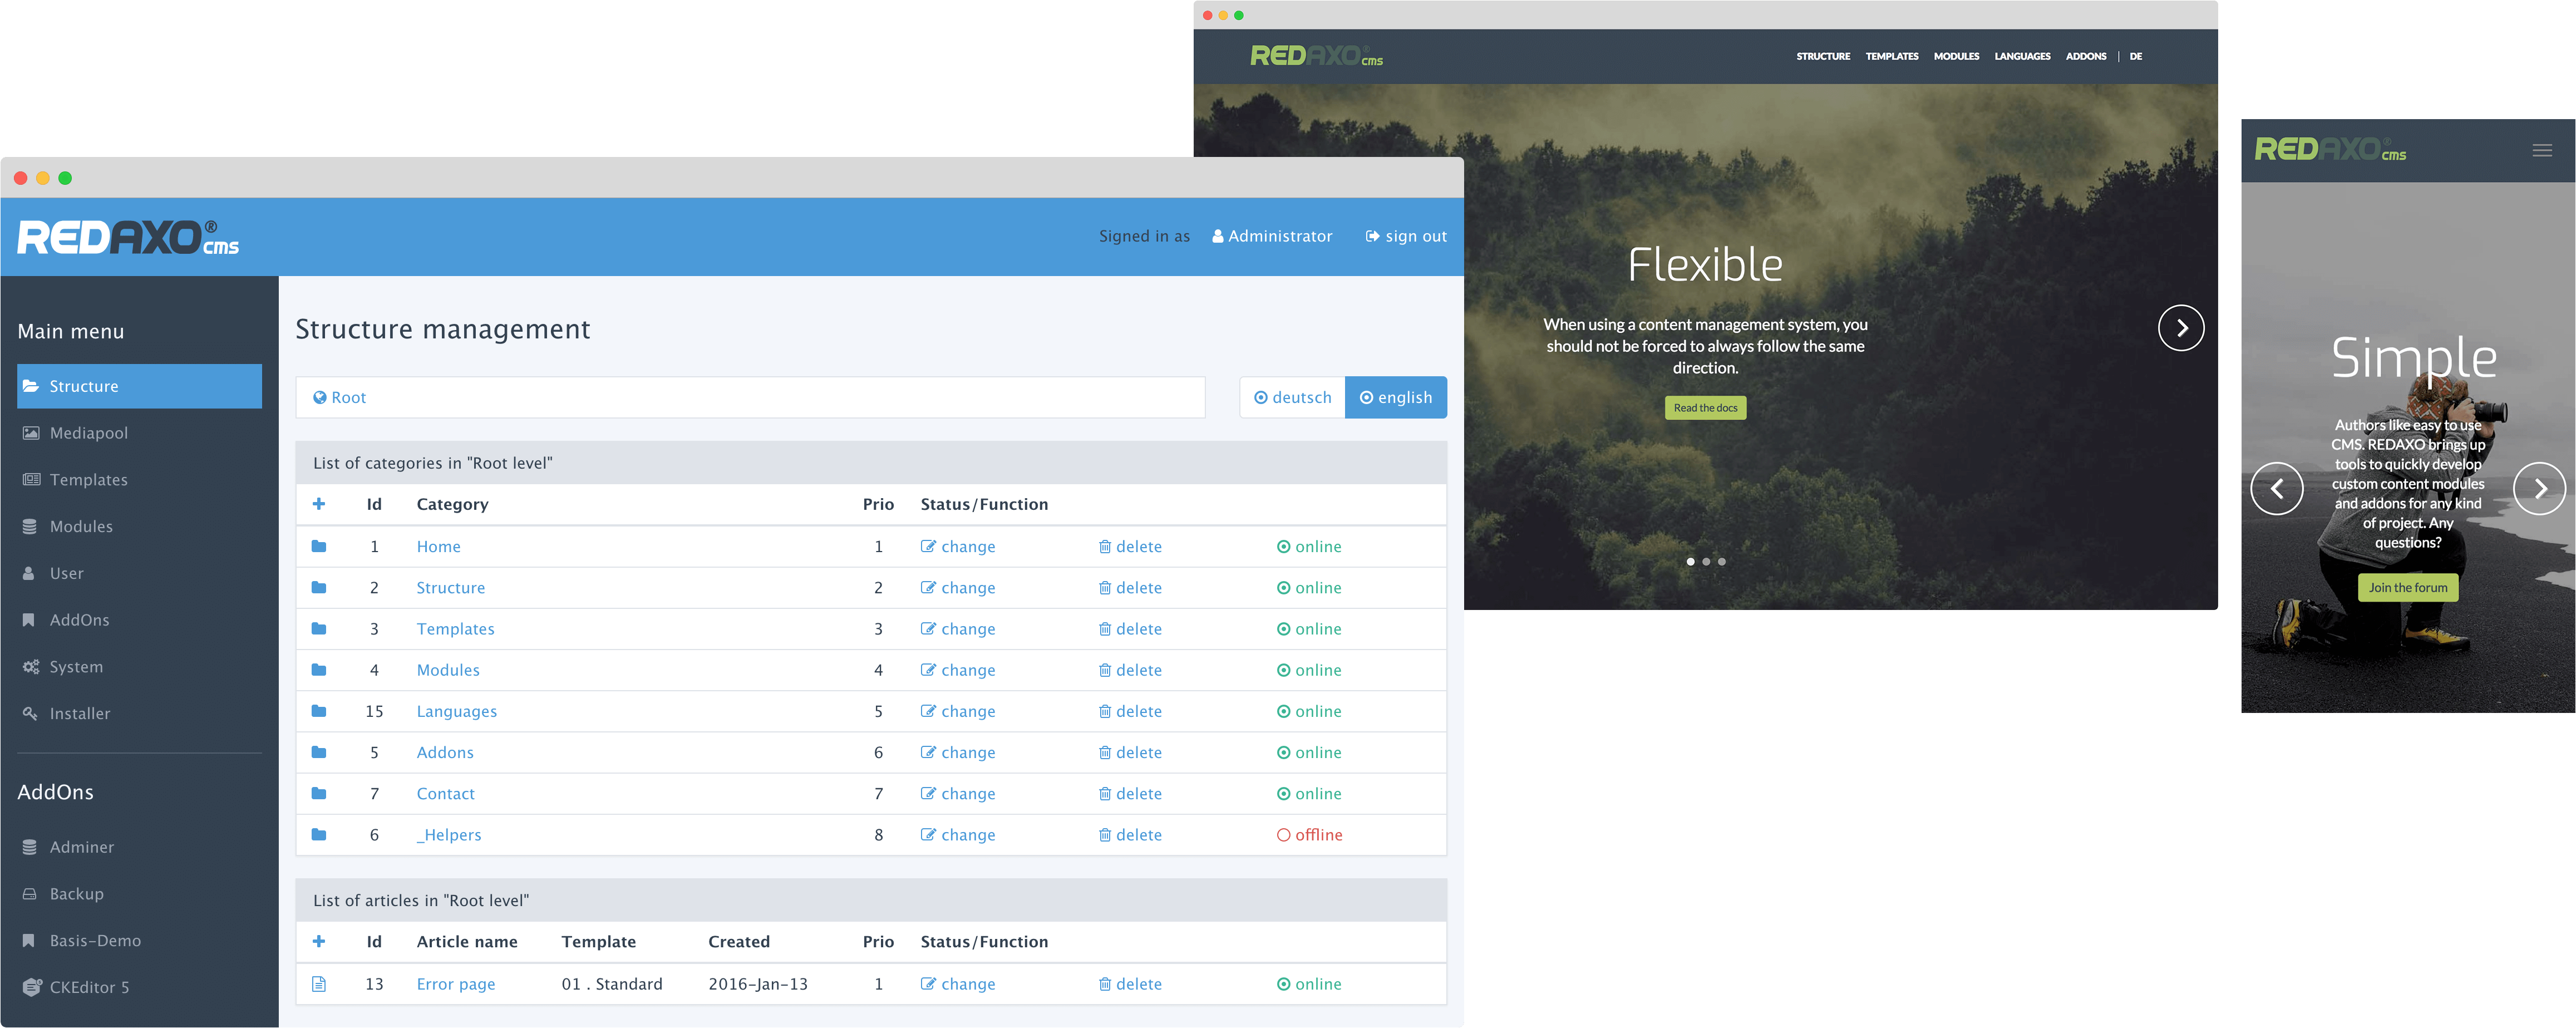 REDAXO® cms
Signed in as Administrator sign out
Main menu
Structure
Mediapool
Templates
Modules
User
AddOns
System
Installer
AddOns
Adminer
Backup
Basis-Demo
CKEditor 5
Structure management
Root deutsch english
List of categories in "Root level"
+ Id Category Prio Status/Function
1 Home 1 change delete online
2 Structure 2 change delete online
3 Templates 3 change delete online
4 Modules 4 change delete online
15 Languages 5 change delete online
5 Addons 6 change delete online
7 Contact 7 change delete online
6 _Helpers 8 change delete offline
List of articles in "Root level"
+ Id Article name Template Created Prio Status/Function
13 Error page 01 . Standard 2016-Jan-13 1 change delete online
REDAXO® cms
STRUCTURE TEMPLATES MODULES LANGUAGES ADDONS | DE
Flexible
When using a content management system, you
should not be forced to always follow the same
direction.
Read the docs
REDAXO® cms
Simple
Authors like easy to use
CMS. REDAXO brings up
tools to quickly develop
custom content modules
and addons for any kind
of project. Any
questions?
Join the forum